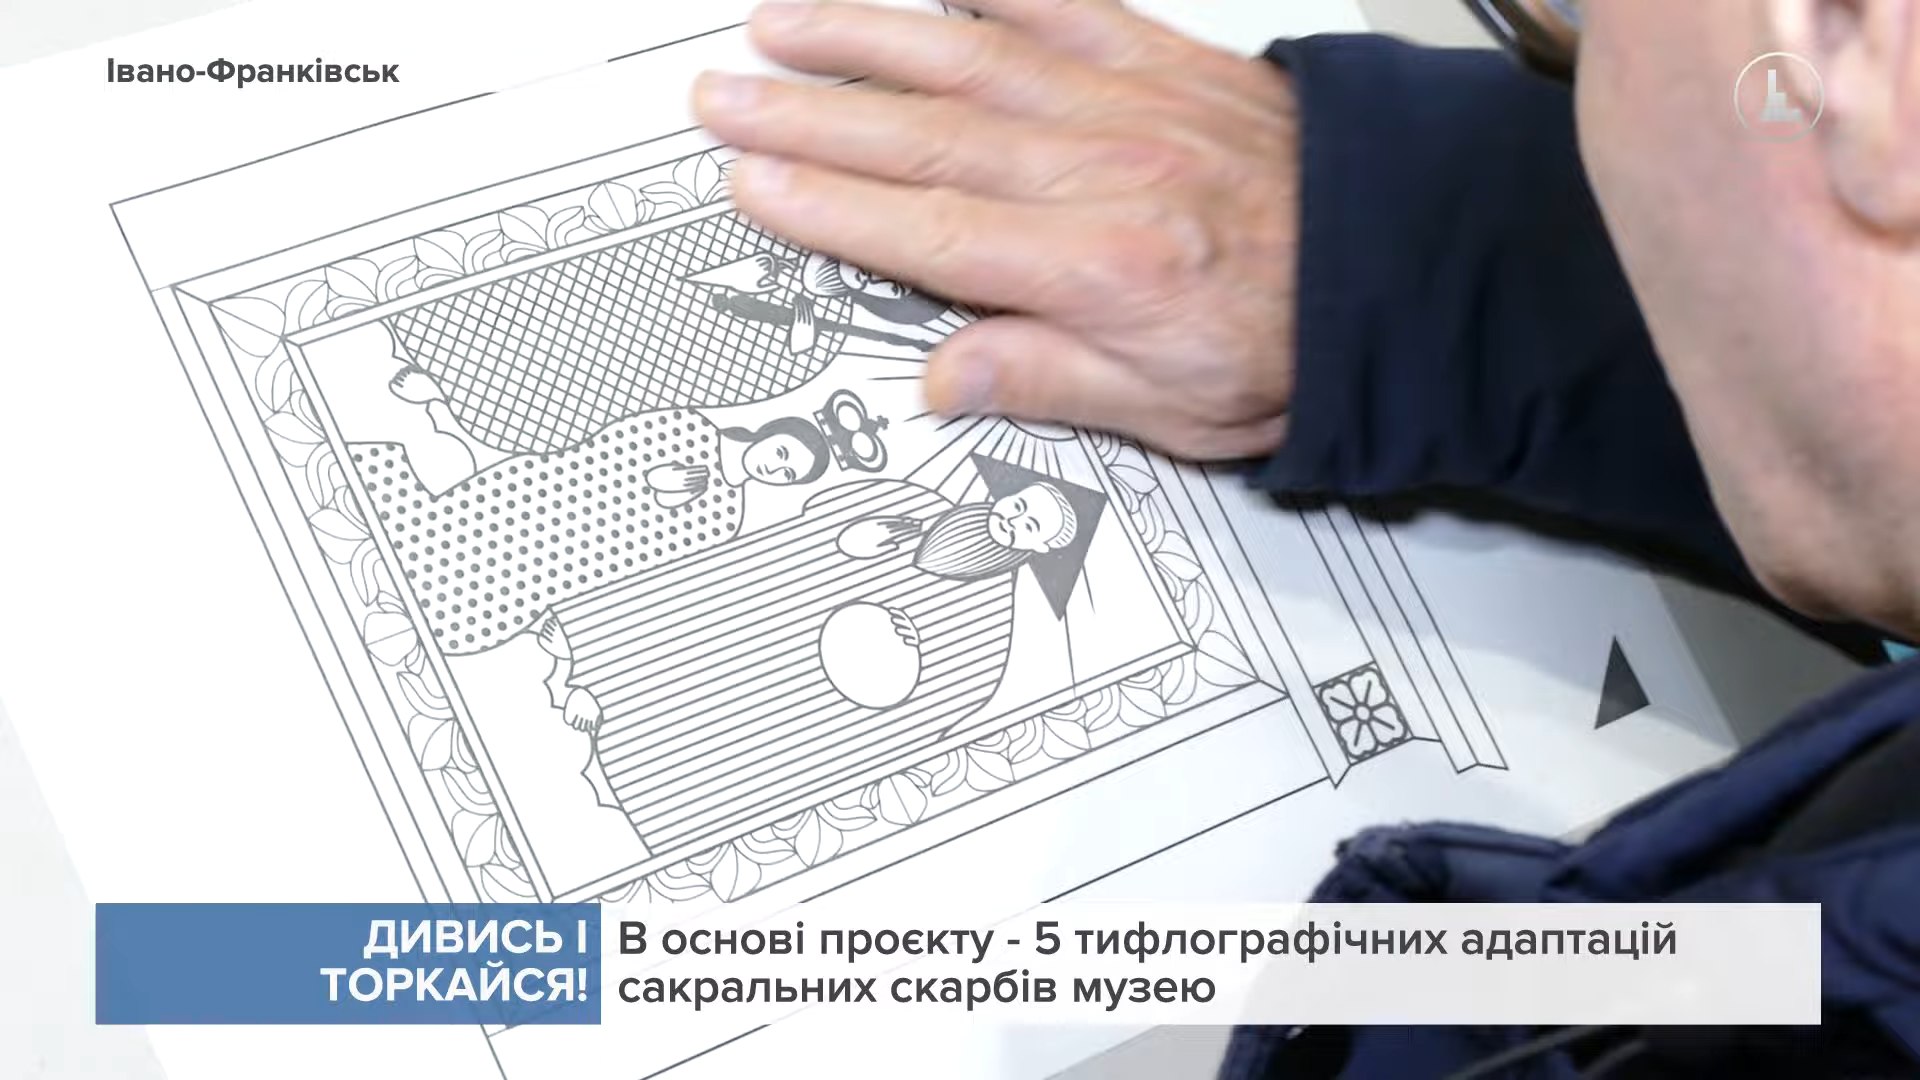 Івано-Франківськ
ДИВИСЬ І
ТОРКАЙСЯ!
В основі проєкту - 5 тифлографічних адаптацій
сакральних скарбів музею